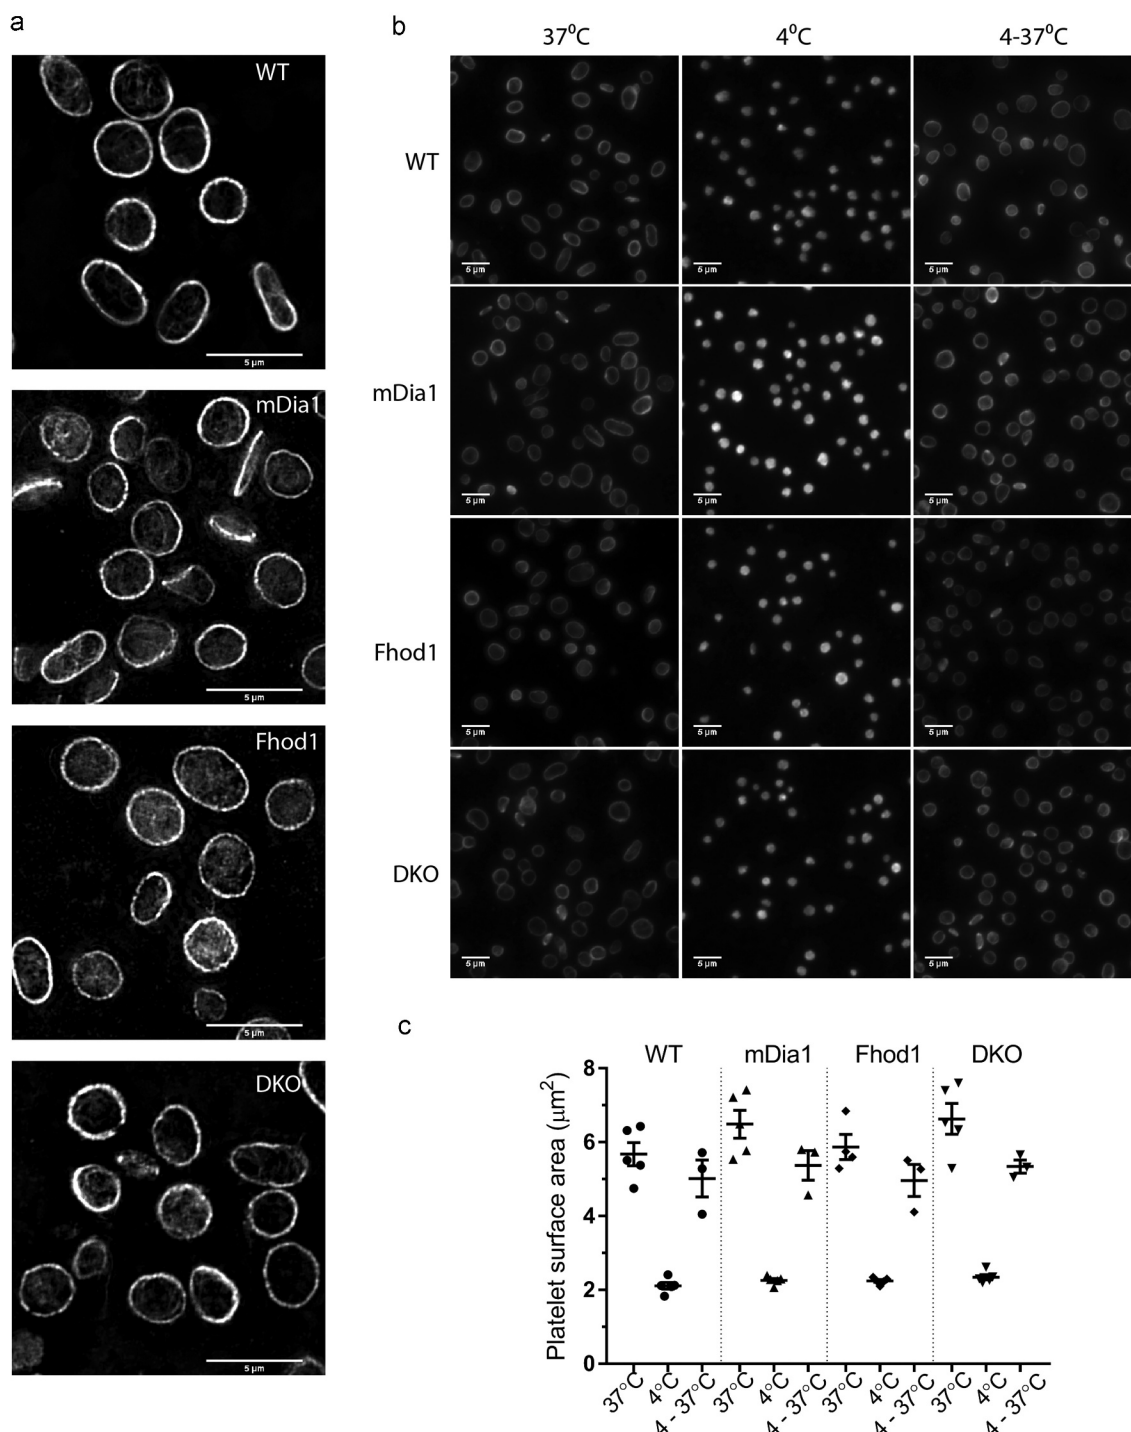 a
WT
5 µm
mDia1
5 µm
Fhod1
5 µm
DKO
5 µm
b
37⁰C 4⁰C 4-37⁰C
WT
5 µm 5 µm 5 µm
mDia1
5 µm 5 µm 5 µm
Fhod1
5 µm 5 µm 5 µm
DKO
5 µm 5 µm 5 µm
c
WT mDia1 Fhod1 DKO
Platelet surface area (µm²)
8
6
4
2
0
37°C 4°C 4 - 37°C 37°C 4°C 4 - 37°C 37°C 4°C 4 - 37°C 37°C 4°C 4 - 37°C